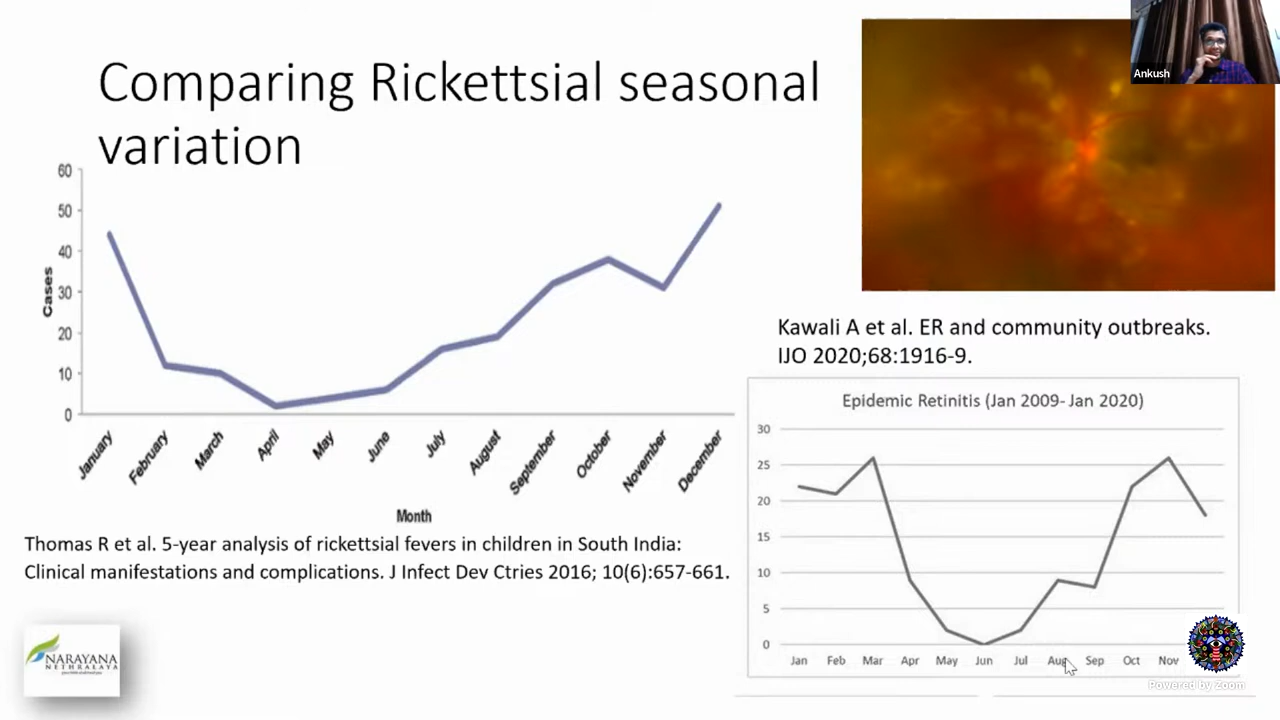 Ankush
Comparing Rickettsial seasonal
variation
60
50
40
30
20
10
0
Cases
January
February
March
April
May
June
July
August
September
October
November
December
Month
Thomas R et al. 5-year analysis of rickettsial fevers in children in South India:
Clinical manifestations and complications. J Infect Dev Ctries 2016; 10(6):657-661.
Kawali A et al. ER and community outbreaks.
IJO 2020;68:1916-9.
Epidemic Retinitis (Jan 2009- Jan 2020)
30
25
20
15
10
5
0
Jan Feb Mar Apr May Jun Jul Aug Sep Oct Nov
NARAYANA
NETHRALAYA
Powered by Zoom